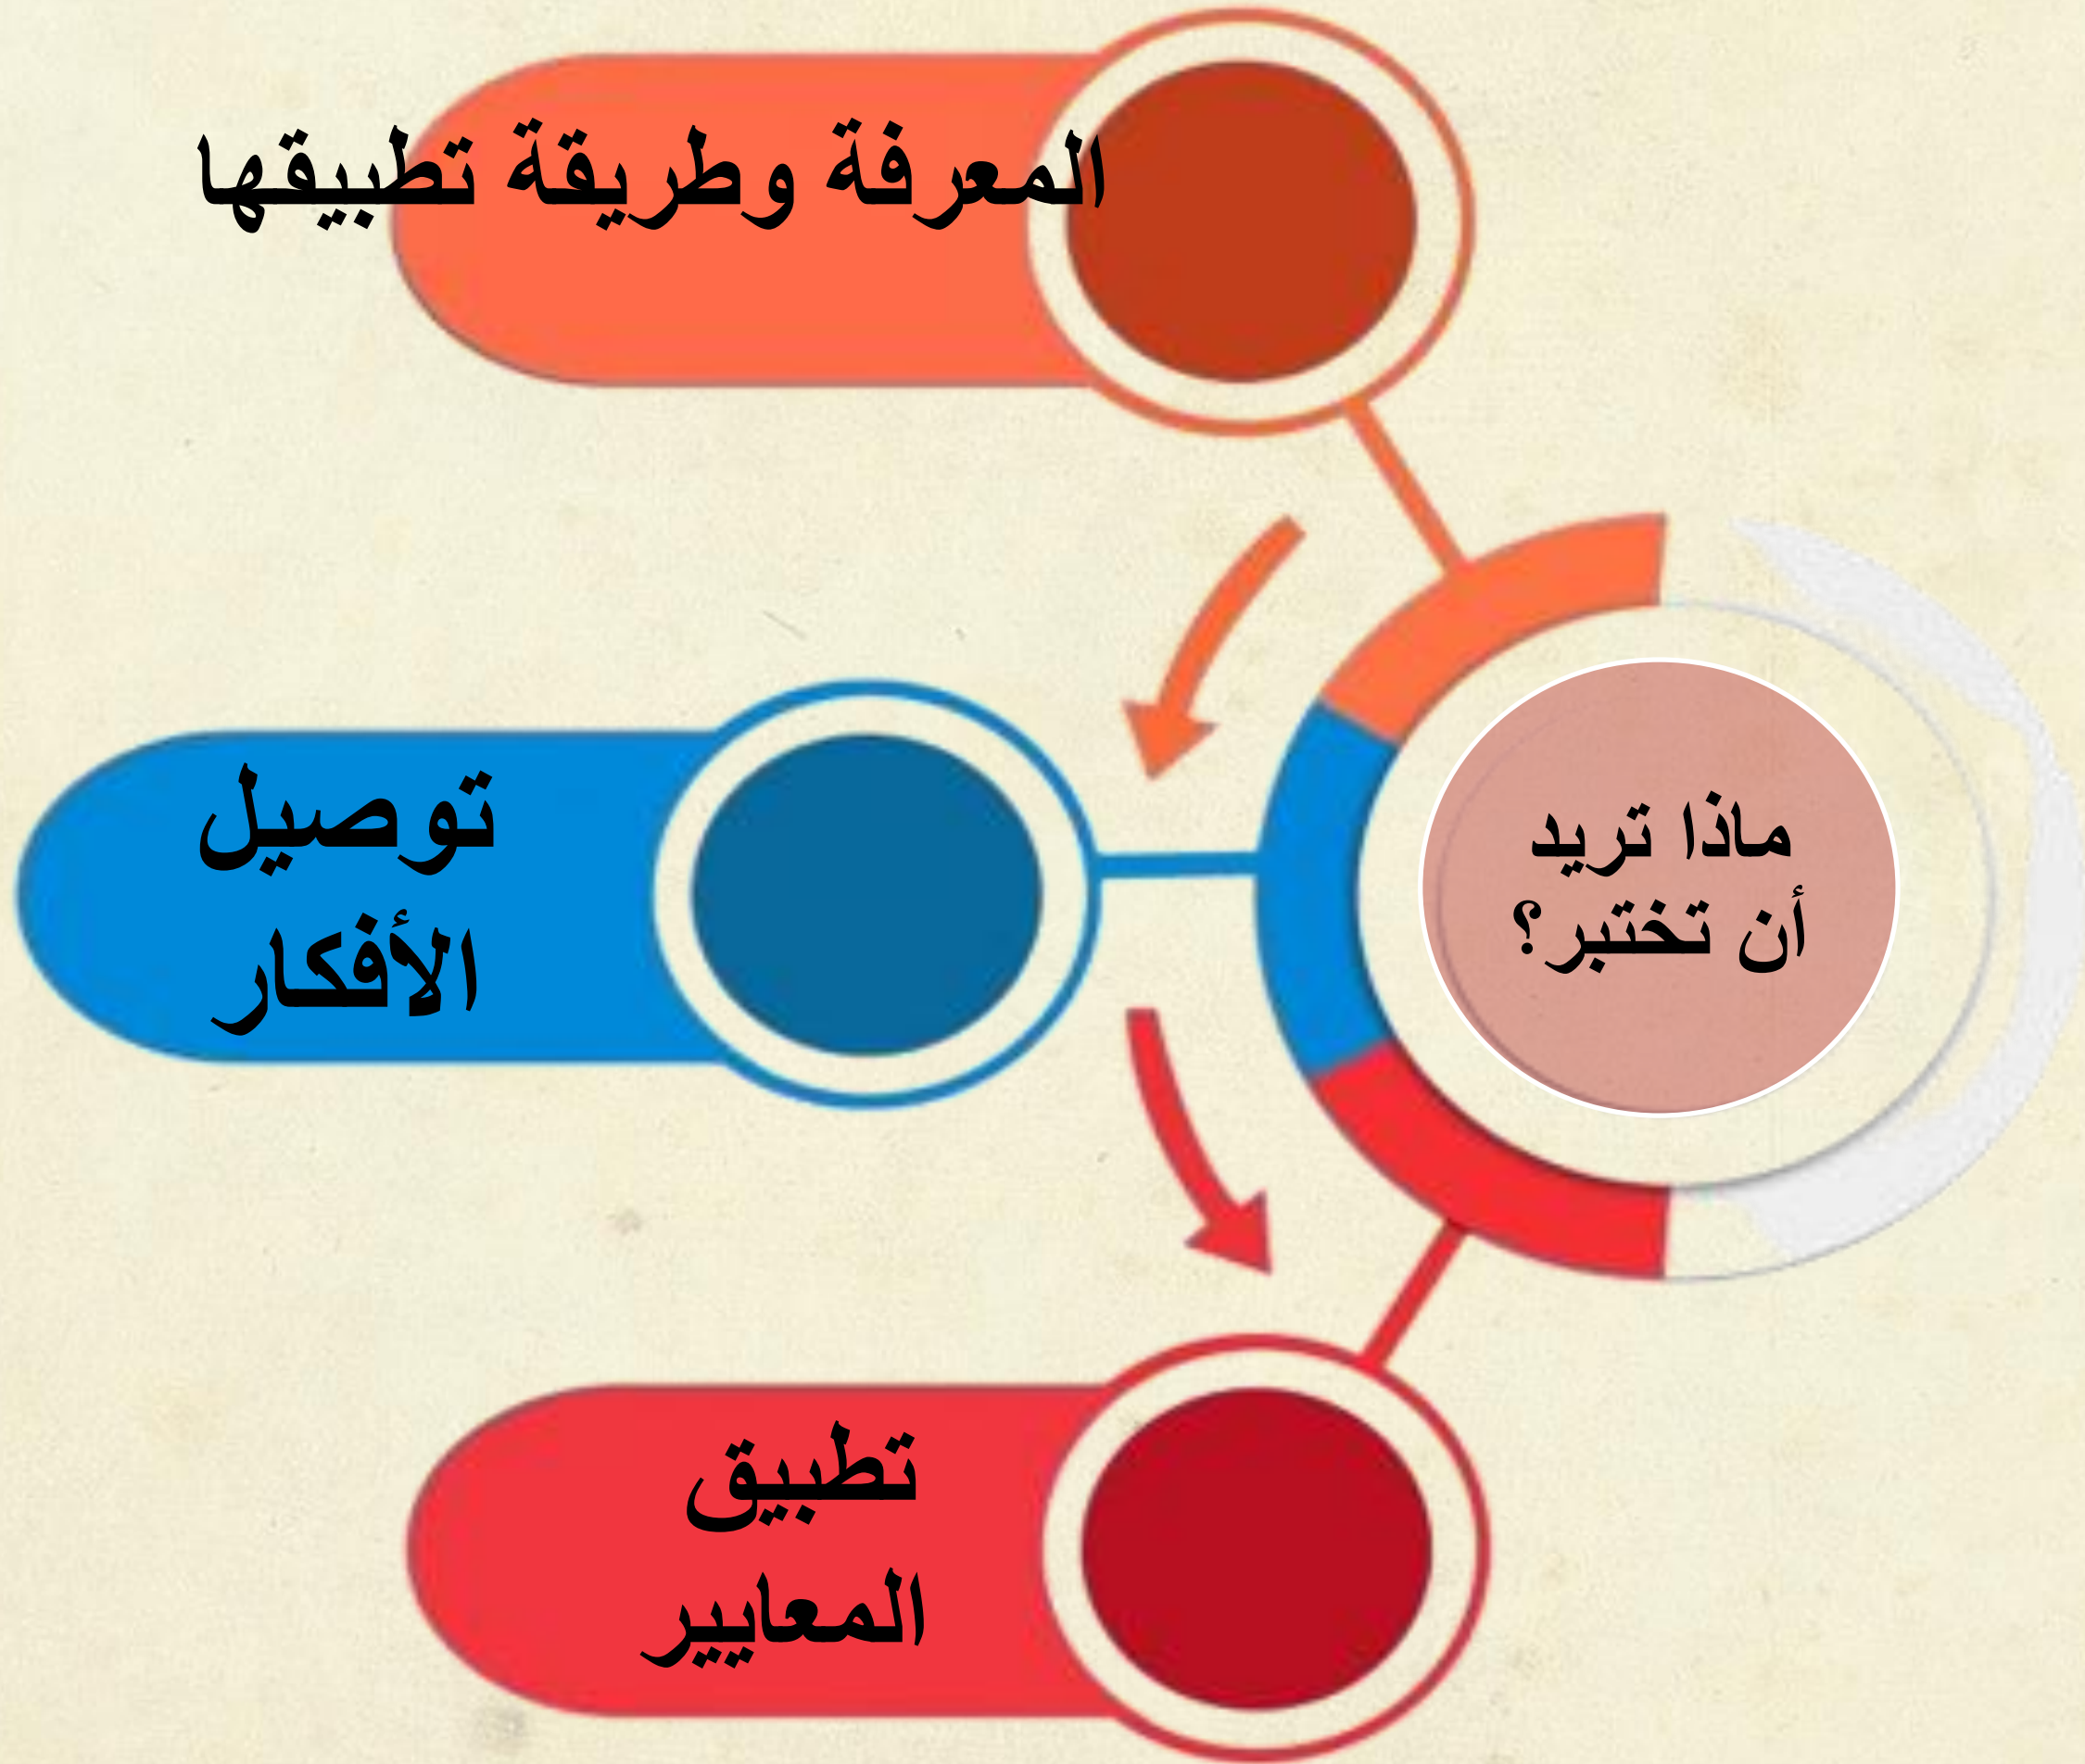 المعرفة وطريقة تطبيقها
ماذا تريد
أن تختبر؟
توصيل
الأفكار
تطبيق
المعايير